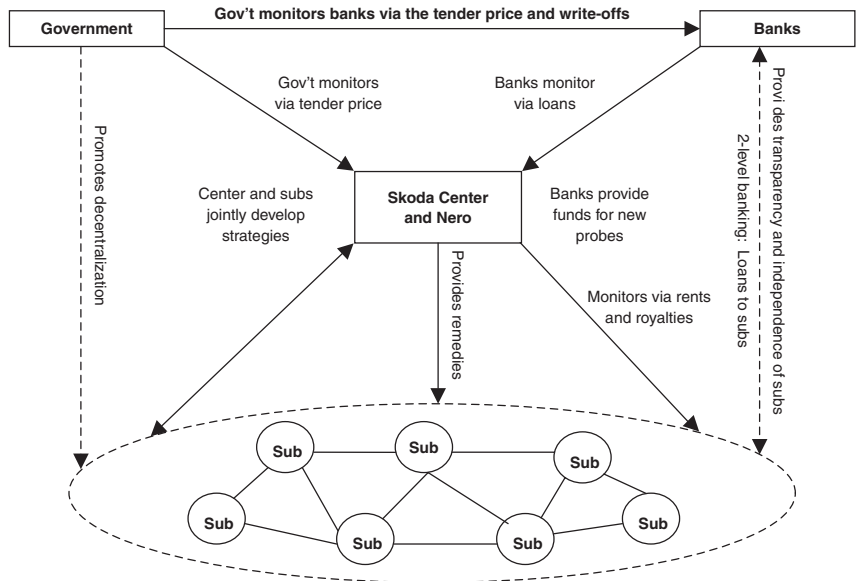 Gov't monitors banks via the tender price and write-offs
Government
Banks
Gov't monitors
via tender price
Banks monitor
via loans
Promotes decentralization
Center and subs
jointly develop
strategies
Skoda Center
and Nero
Banks provide
funds for new
probes
Provides remedies
Monitors via rents
and royalties
2-level banking: Loans to subs
Provi des transparency and independence of subs
Sub
Sub
Sub
Sub
Sub
Sub
Sub